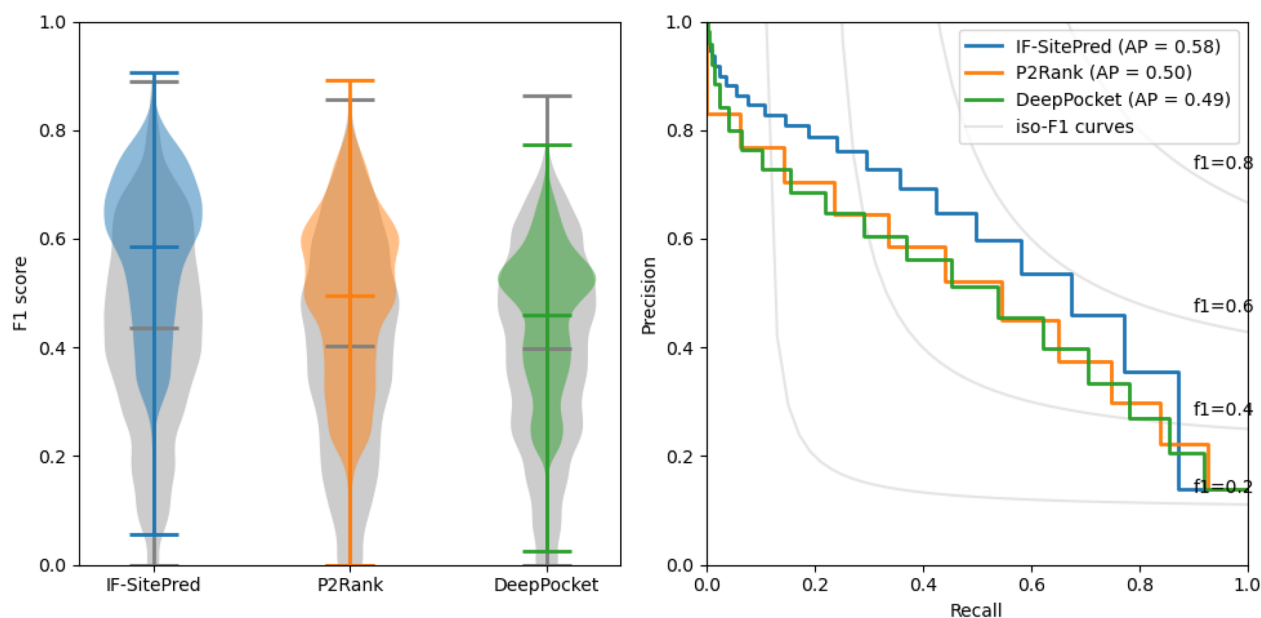 1.0
0.8
0.6
0.4
0.2
0.0
F1 score
IF-SitePred
P2Rank
DeepPocket
1.0
0.8
0.6
0.4
0.2
0.0
Precision
IF-SitePred (AP = 0.58)
P2Rank (AP = 0.50)
DeepPocket (AP = 0.49)
iso-F1 curves
f1=0.8
f1=0.6
f1=0.4
f1=0.2
0.0 0.2 0.4 0.6 0.8 1.0
Recall